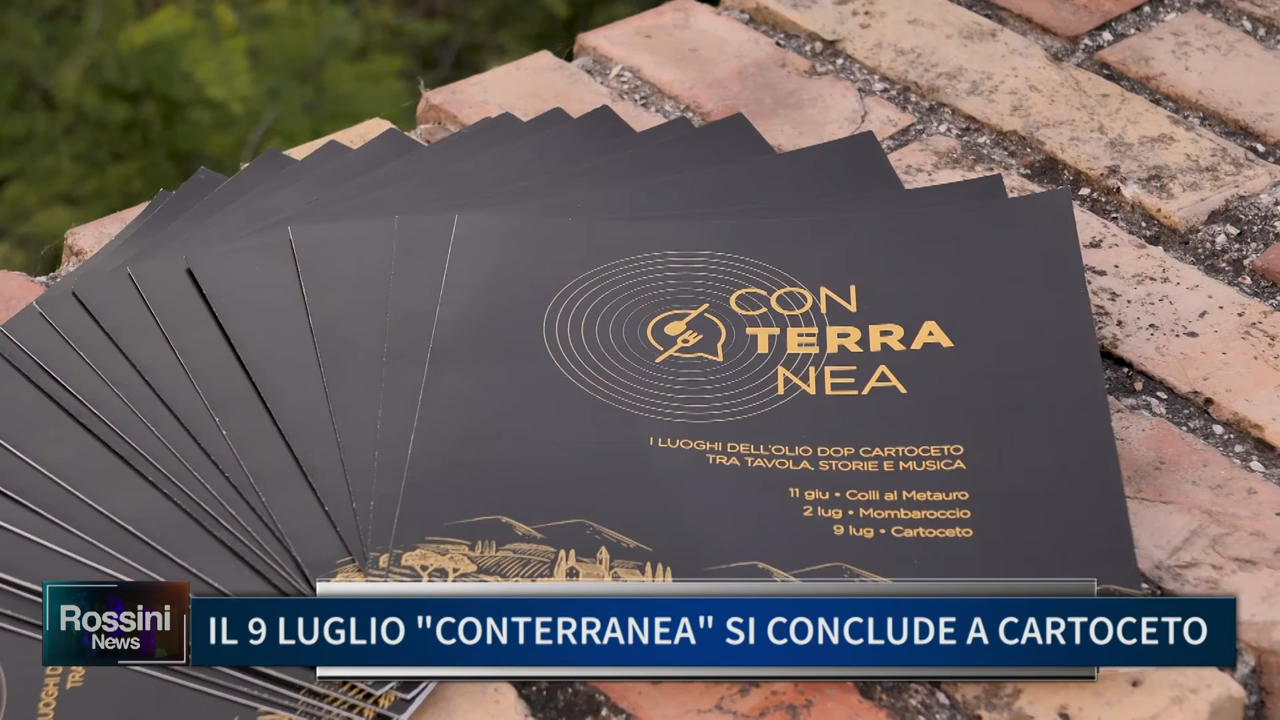 CON
TERRA
NEA
I LUOGHI DELL'OLIO DOP CARTOCETO
TRA TAVOLA, STORIE E MUSICA
11 giu • Colli al Metauro
2 lug • Mombaroccio
9 lug • Cartoceto
Rossini
News
IL 9 LUGLIO "CONTERRANEA" SI CONCLUDE A CARTOCETO